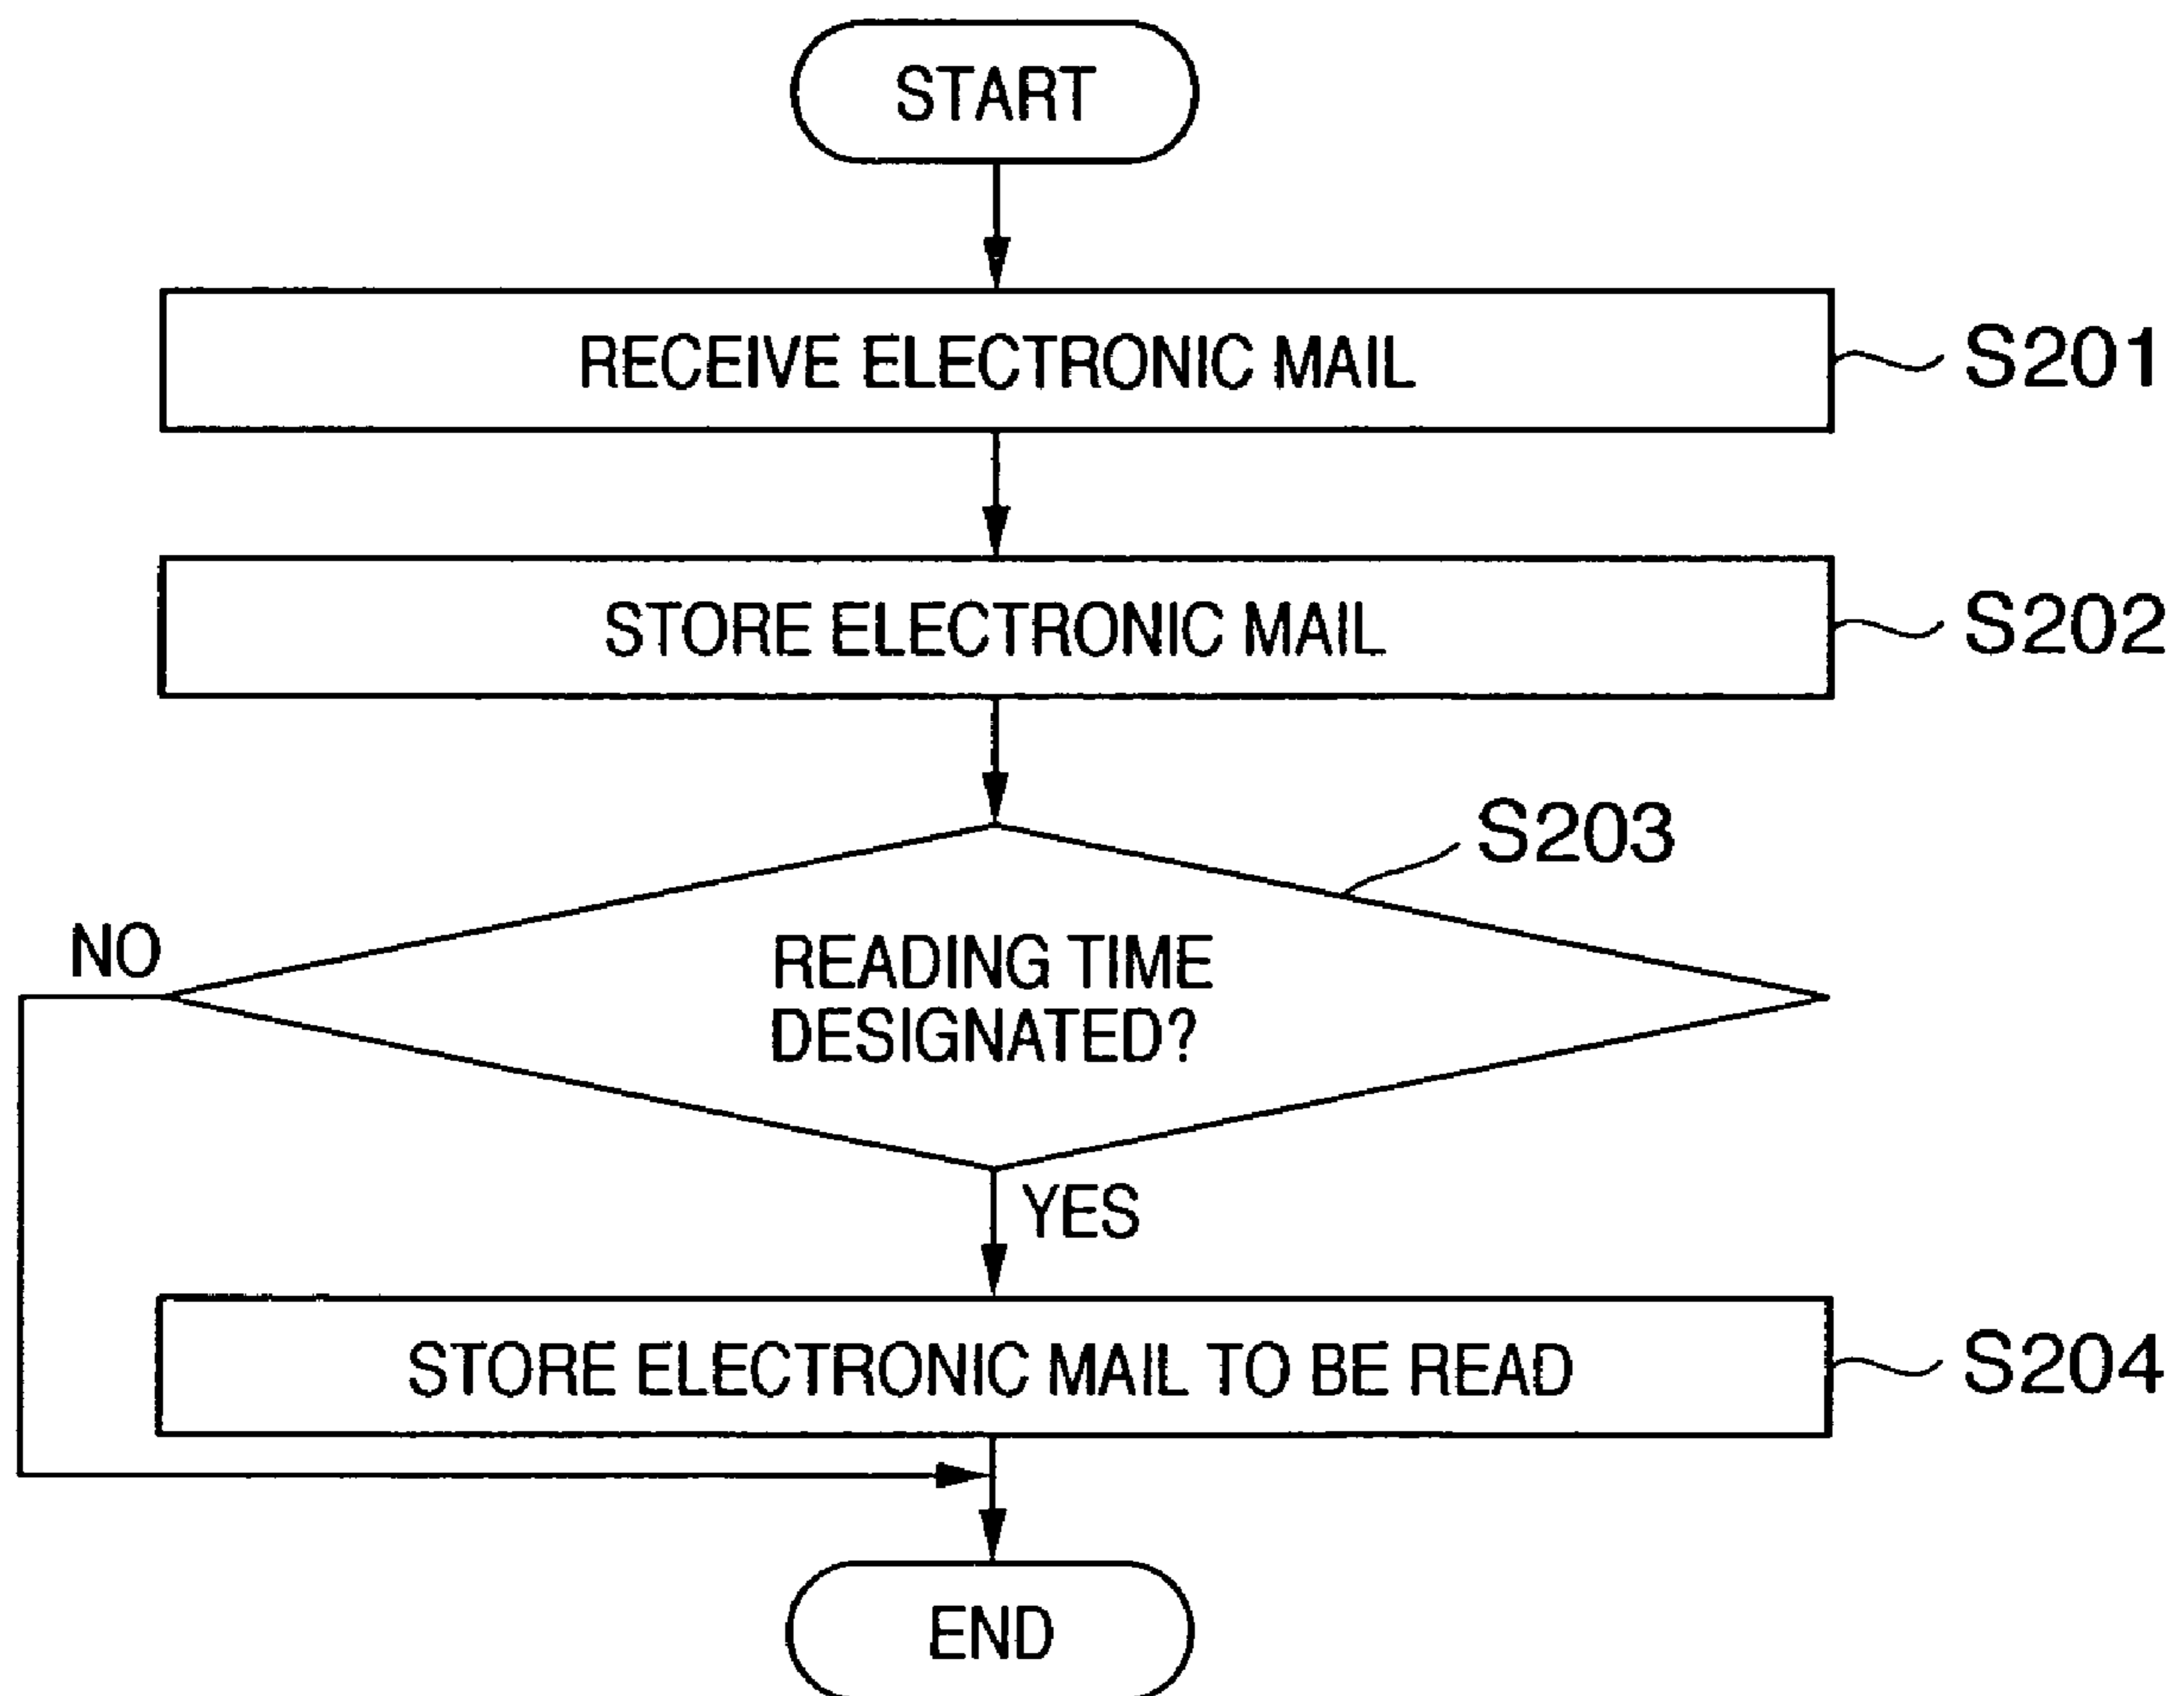 START
RECEIVE ELECTRONIC MAIL
S201
STORE ELECTRONIC MAIL
S202
S203
NO
READING TIME
DESIGNATED?
YES
STORE ELECTRONIC MAIL TO BE READ
S204
END